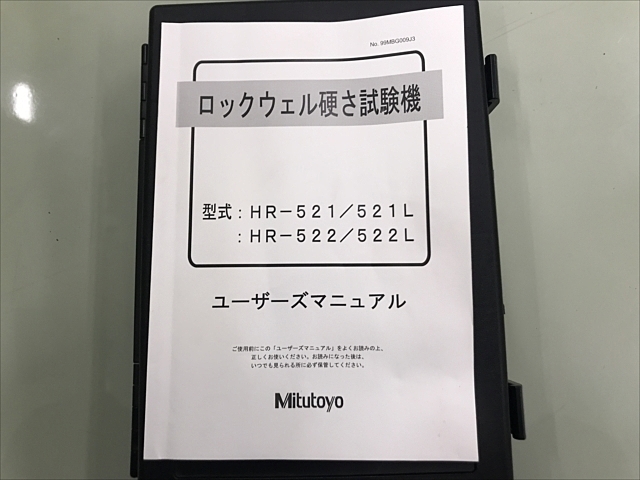 No. 99MBG009J3
ロックウェル硬さ試験機
型式：ＨＲ－５２１／５２１Ｌ
：ＨＲ－５２２／５２２Ｌ
ユーザーズマニュアル
ご使用前にこの「ユーザーズマニュアル」をよくお読みの上、
正しくお使いください。お読みになった後は、
いつでも見られる所に必ず保管してください。
Mitutoyo